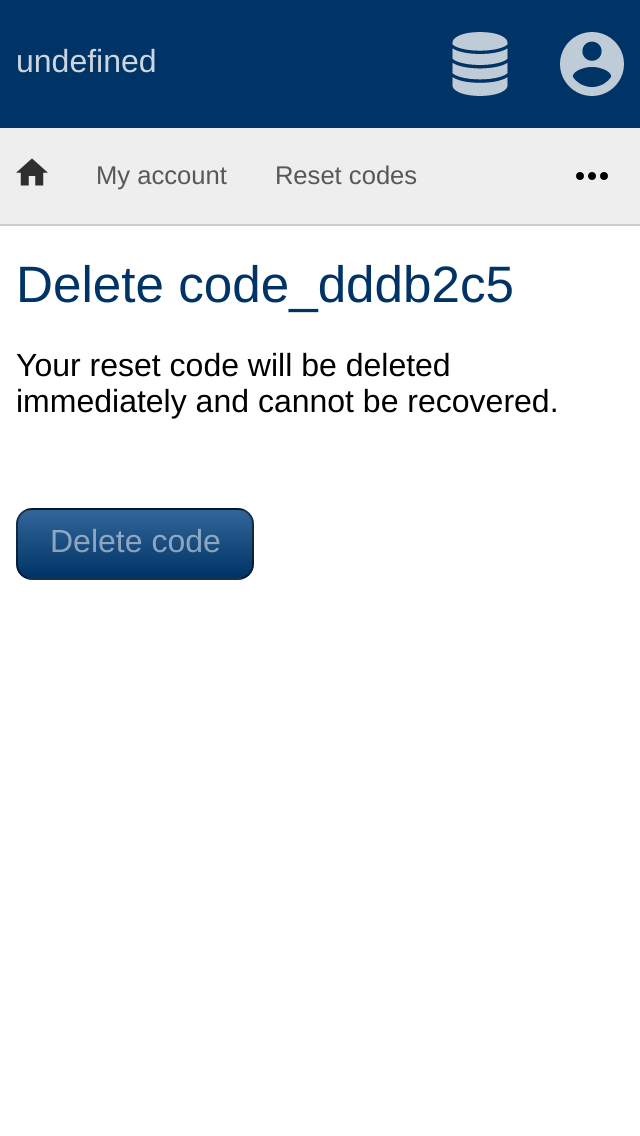 undefined
My account Reset codes
Delete code_dddb2c5
Your reset code will be deleted
immediately and cannot be recovered.
Delete code